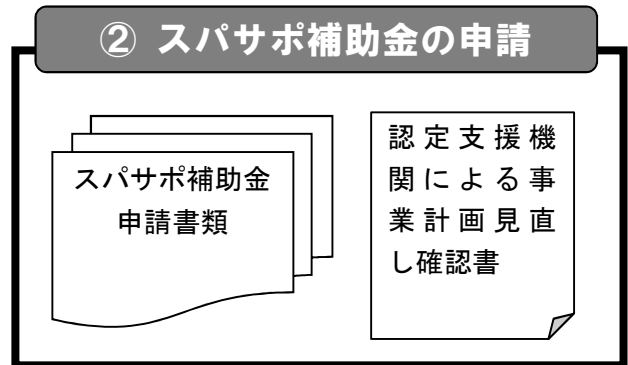 ② スパサポ補助金の申請
スパサポ補助金
申請書類
認定支援機
関による事
業計画見直
し確認書